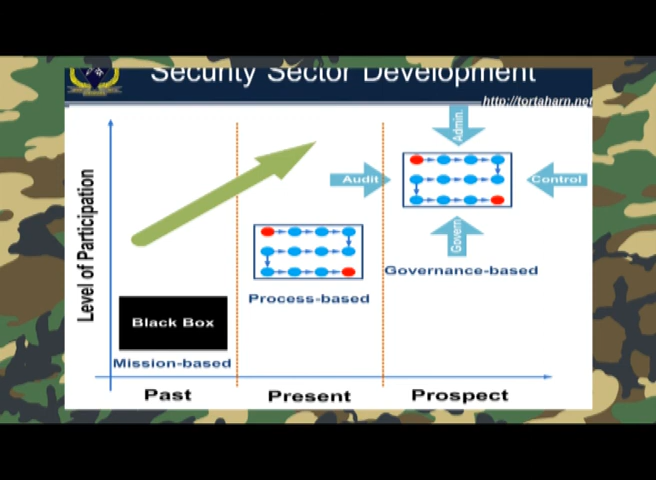 Security Sector Development
http://tortaharn.net
Level of Participation
Admin.
Audit
Control
Govern
Governance-based
Process-based
Black Box
Mission-based
Past
Present
Prospect